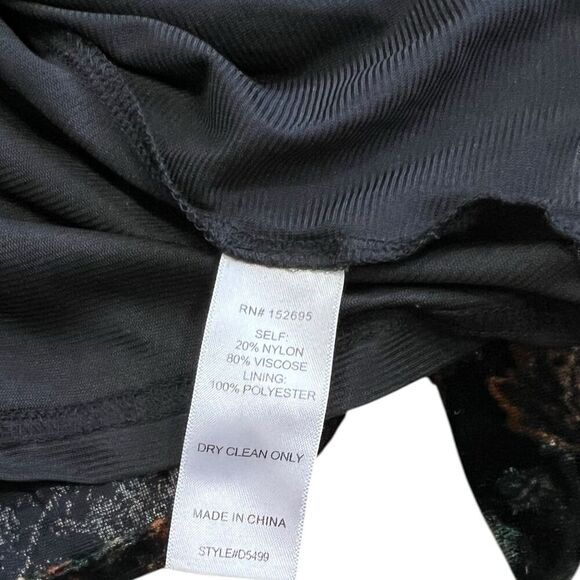 RN# 152695
SELF:
20% NYLON
80% VISCOSE
LINING:
100% POLYESTER
DRY CLEAN ONLY
MADE IN CHINA
STYLE#D5499